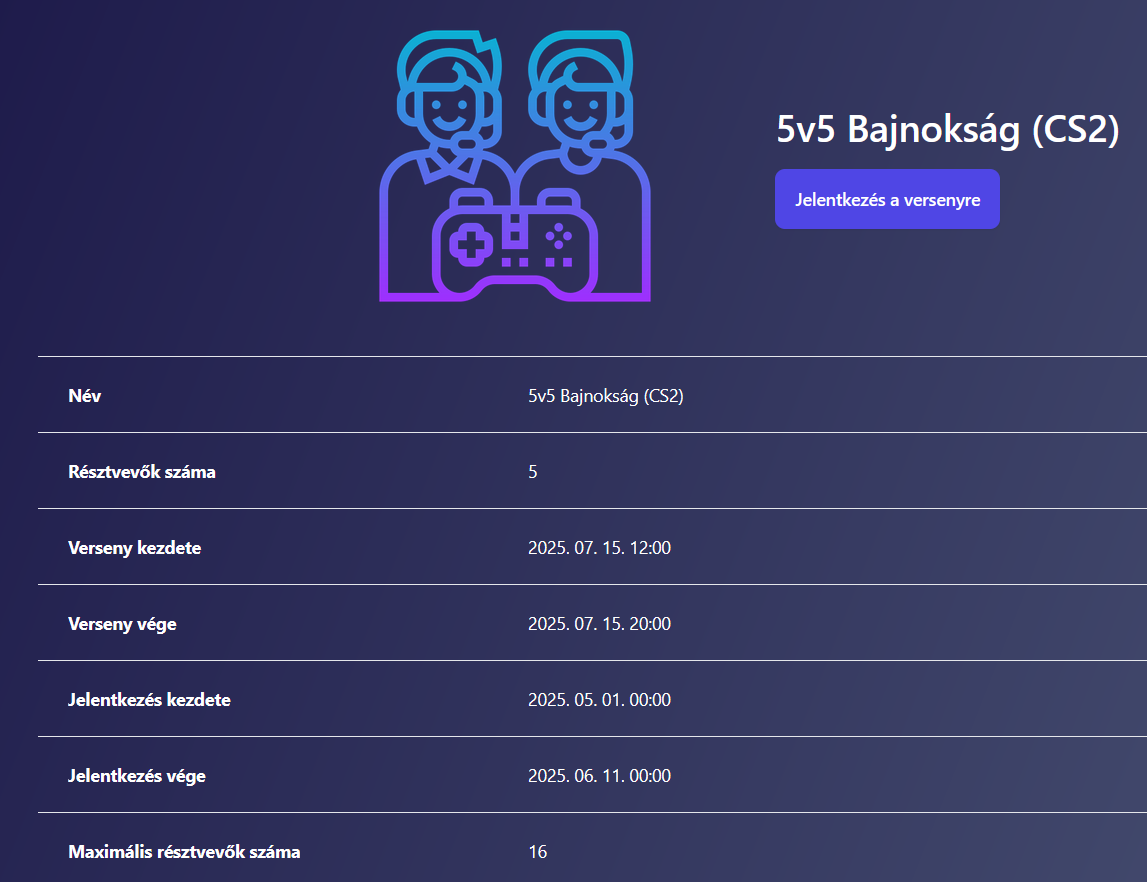 5v5 Bajnokság (CS2)
Jelentkezés a versenyre
Név 5v5 Bajnokság (CS2)
Résztvevők száma 5
Verseny kezdete 2025. 07. 15. 12:00
Verseny vége 2025. 07. 15. 20:00
Jelentkezés kezdete 2025. 05. 01. 00:00
Jelentkezés vége 2025. 06. 11. 00:00
Maximális résztvevők száma 16